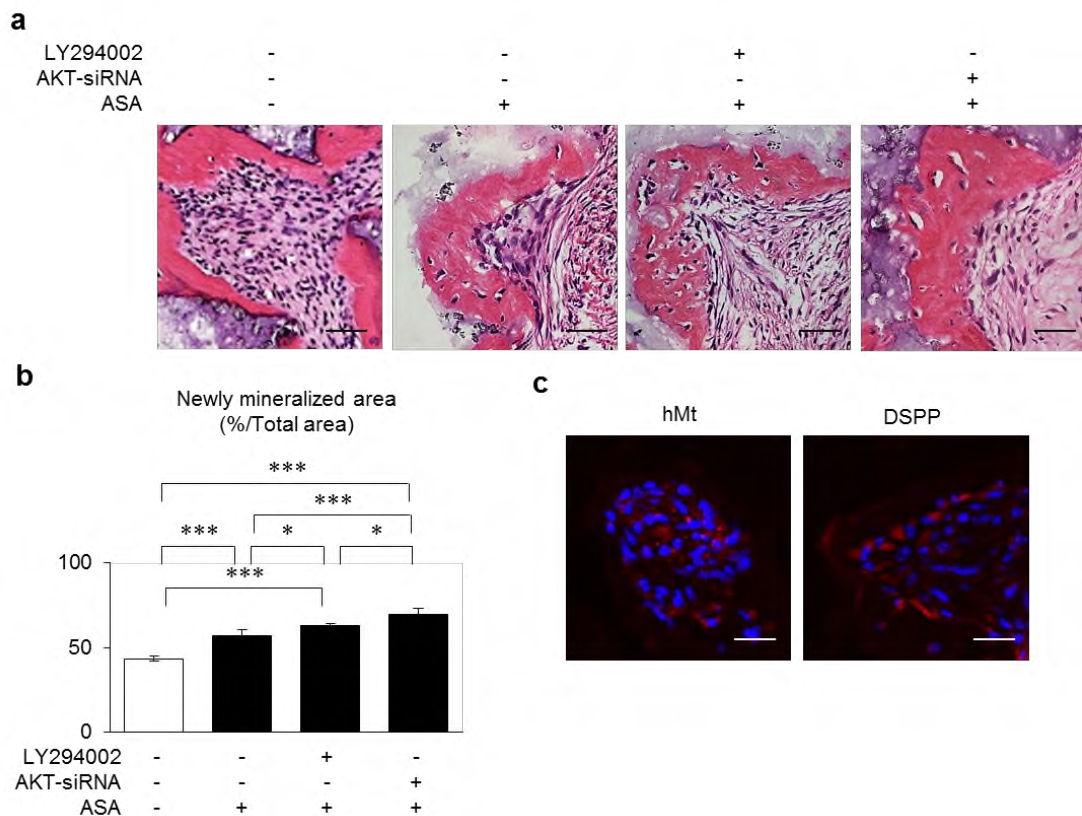 a
LY294002 - - + -
AKT-siRNA - - - +
ASA - + + +
b
Newly mineralized area
(%/Total area)
***
***
*** * *
***
100
50
0
LY294002 - - + -
AKT-siRNA - - - +
ASA - + + +
c
hMt DSPP